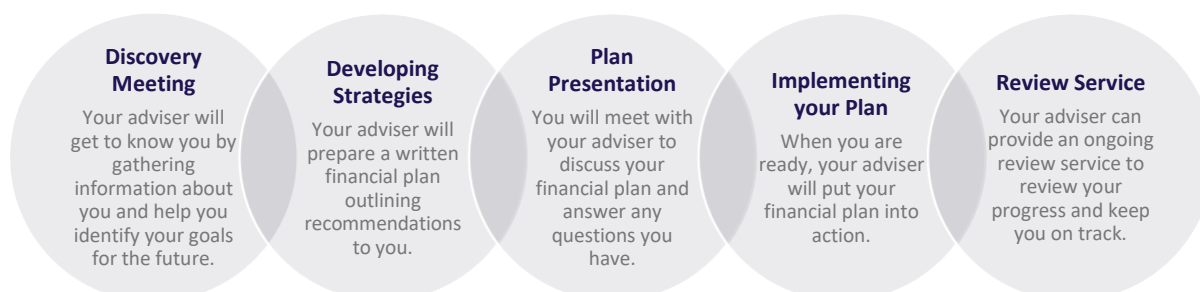 Discovery
Meeting
Your adviser will
get to know you by
gathering
information about
you and help you
identify your goals
for the future.
Developing
Strategies
Your adviser will
prepare a written
financial plan
outlining
recommendations
to you.
Plan
Presentation
You will meet with
your adviser to
discuss your
financial plan and
answer any
questions you
have.
Implementing
your Plan
When you are
ready, your adviser
will put your
financial plan into
action.
Review Service
Your adviser can
provide an ongoing
review service to
review your
progress and keep
you on track.